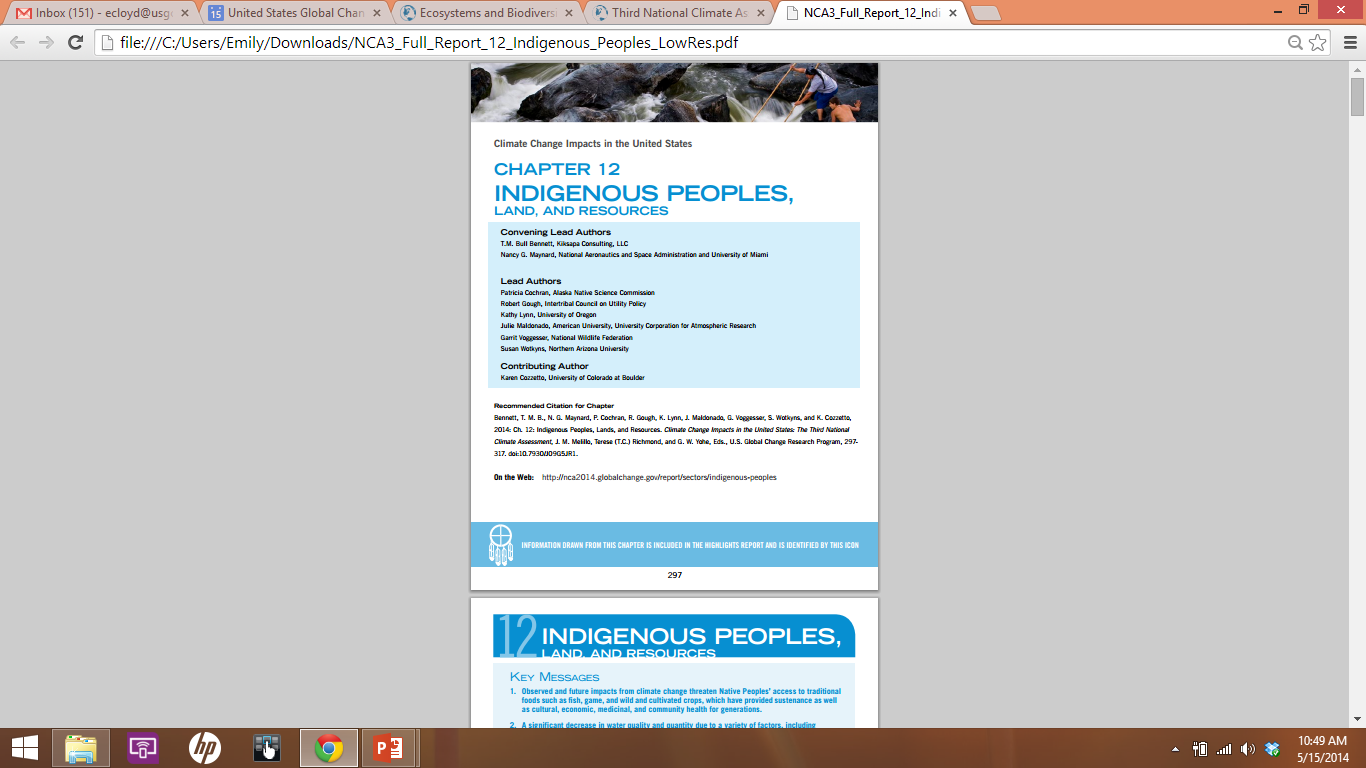 Inbox (151) - ecloyd@usg
15 United States Global Chan
Ecosystems and Biodivers
Third National Climate As
NCA3_Full_Report_12_Indi
file:///C:/Users/Emily/Downloads/NCA3_Full_Report_12_Indigenous_Peoples_LowRes.pdf
Climate Change Impacts in the United States
CHAPTER 12
INDIGENOUS PEOPLES,
LAND, AND RESOURCES
Convening Lead Authors
T.M. Bull Bennett, Kiksapa Consulting, LLC
Nancy G. Maynard, National Aeronautics and Space Administration and University of Miami
Lead Authors
Patricia Cochran, Alaska Native Science Commission
Robert Gough, Intertribal Council on Utility Policy
Kathy Lynn, University of Oregon
Julie Maldonado, American University, University Corporation for Atmospheric Research
Garrit Voggesser, National Wildlife Federation
Susan Wotkyns, Northern Arizona University
Contributing Author
Karen Cozzetto, University of Colorado at Boulder
Recommended Citation for Chapter
Bennett, T. M. B., N. G. Maynard, P. Cochran, R. Gough, K. Lynn, J. Maldonado, G. Voggesser, S. Wotkyns, and K. Cozzetto,
2014: Ch. 12: Indigenous Peoples, Lands, and Resources. Climate Change Impacts in the United States: The Third National
Climate Assessment, J. M. Melillo, Terese (T.C.) Richmond, and G. W. Yohe, Eds., U.S. Global Change Research Program, 297-
317. doi:10.7930/J09G5JR1.
On the Web: http://nca2014.globalchange.gov/report/sectors/indigenous-peoples
INFORMATION DRAWN FROM THIS CHAPTER IS INCLUDED IN THE HIGHLIGHTS REPORT AND IS IDENTIFIED BY THIS ICON
297
12 INDIGENOUS PEOPLES,
LAND, AND RESOURCES
KEY MESSAGES
1. Observed and future impacts from climate change threaten Native Peoples' access to traditional
foods such as fish, game, and wild and cultivated crops, which have provided sustenance as well
as cultural, economic, medicinal, and community health for generations.
2. A significant decrease in water quality and quantity due to a variety of factors, including
hp
P
10:49 AM
5/15/2014